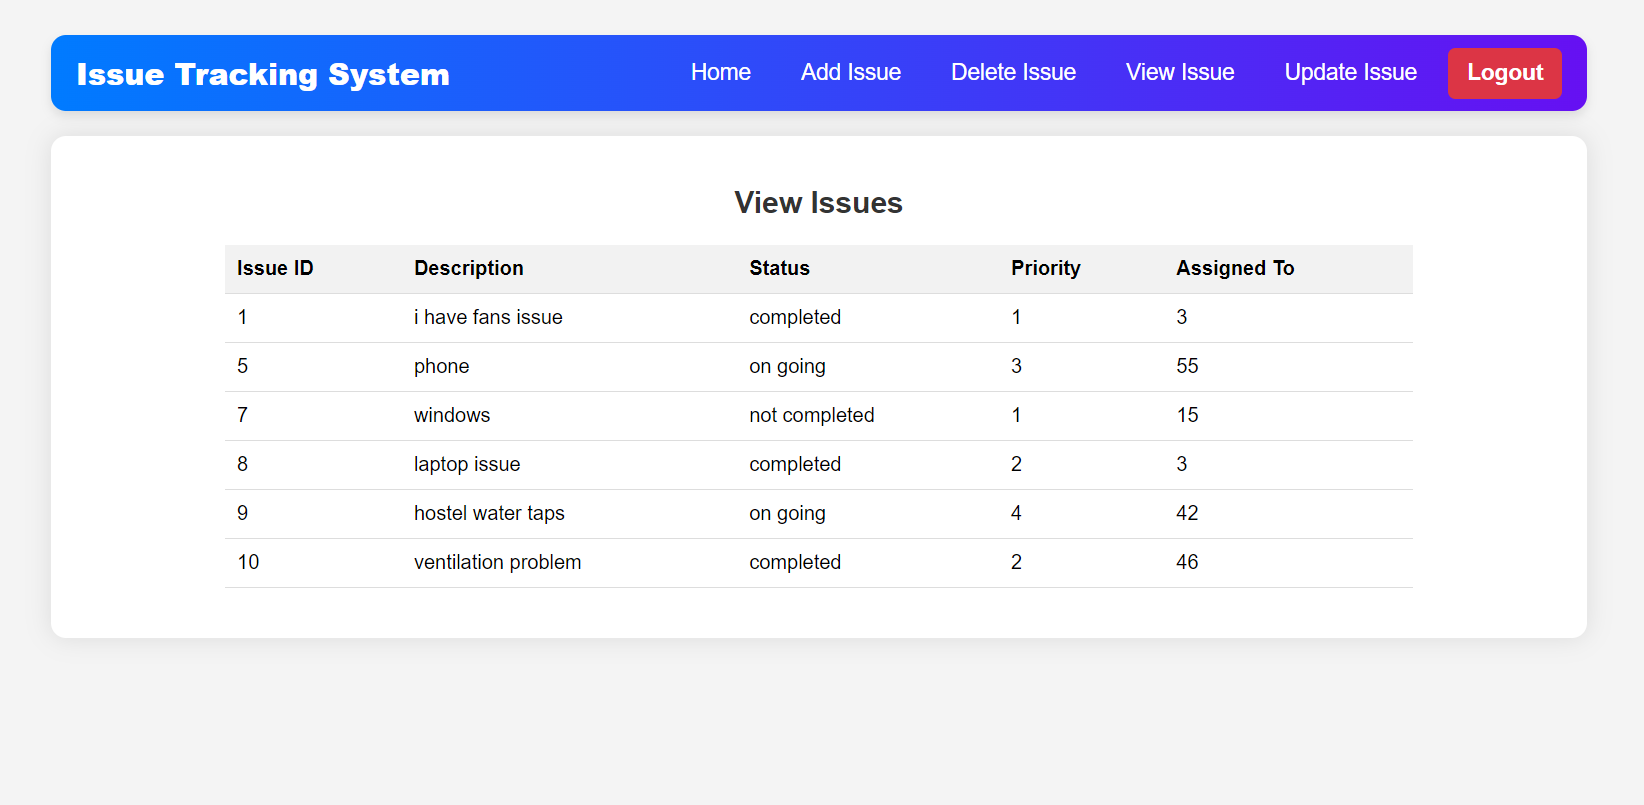 Issue Tracking System Home Add Issue Delete Issue View Issue Update Issue Logout
View Issues
Issue ID Description Status Priority Assigned To
1 i have fans issue completed 1 3
5 phone on going 3 55
7 windows not completed 1 15
8 laptop issue completed 2 3
9 hostel water taps on going 4 42
10 ventilation problem completed 2 46